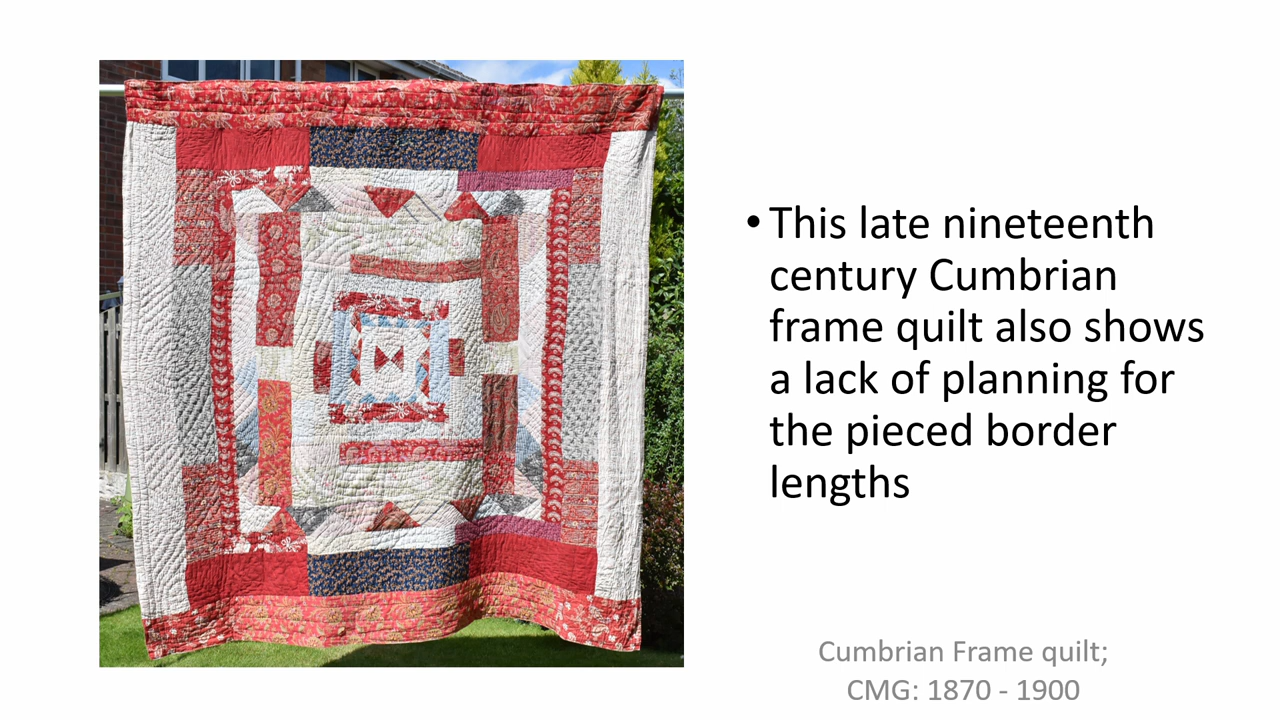 • This late nineteenth
century Cumbrian
frame quilt also shows
a lack of planning for
the pieced border
lengths
Cumbrian Frame quilt;
CMG: 1870 - 1900